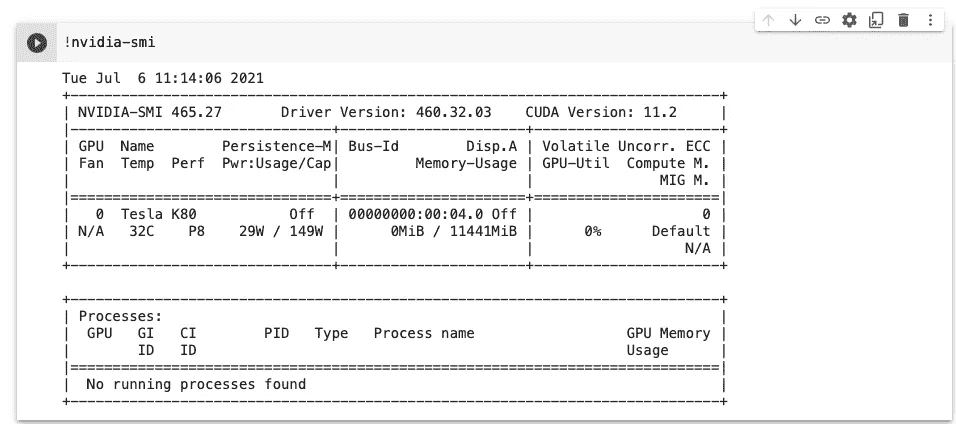 !nvidia-smi
Tue Jul  6 11:14:06 2021
+-----------------------------------------------------------------------------+
| NVIDIA-SMI 465.27       Driver Version: 460.32.03    CUDA Version: 11.2     |
|-------------------------------+----------------------+----------------------+
| GPU  Name        Persistence-M| Bus-Id        Disp.A | Volatile Uncorr. ECC |
| Fan  Temp  Perf  Pwr:Usage/Cap|         Memory-Usage | GPU-Util  Compute M. |
|                               |                      |               MIG M. |
|===============================+======================+======================|
|   0  Tesla K80           Off  | 00000000:00:04.0 Off |                    0 |
| N/A   32C    P8    29W / 149W |      0MiB / 11441MiB |      0%      Default |
|                               |                      |                  N/A |
+-------------------------------+----------------------+----------------------+
+-----------------------------------------------------------------------------+
| Processes:                                                                  |
|  GPU   GI   CI        PID   Type   Process name                  GPU Memory |
|        ID   ID                                                   Usage      |
|=============================================================================|
|  No running processes found                                                 |
+-----------------------------------------------------------------------------+